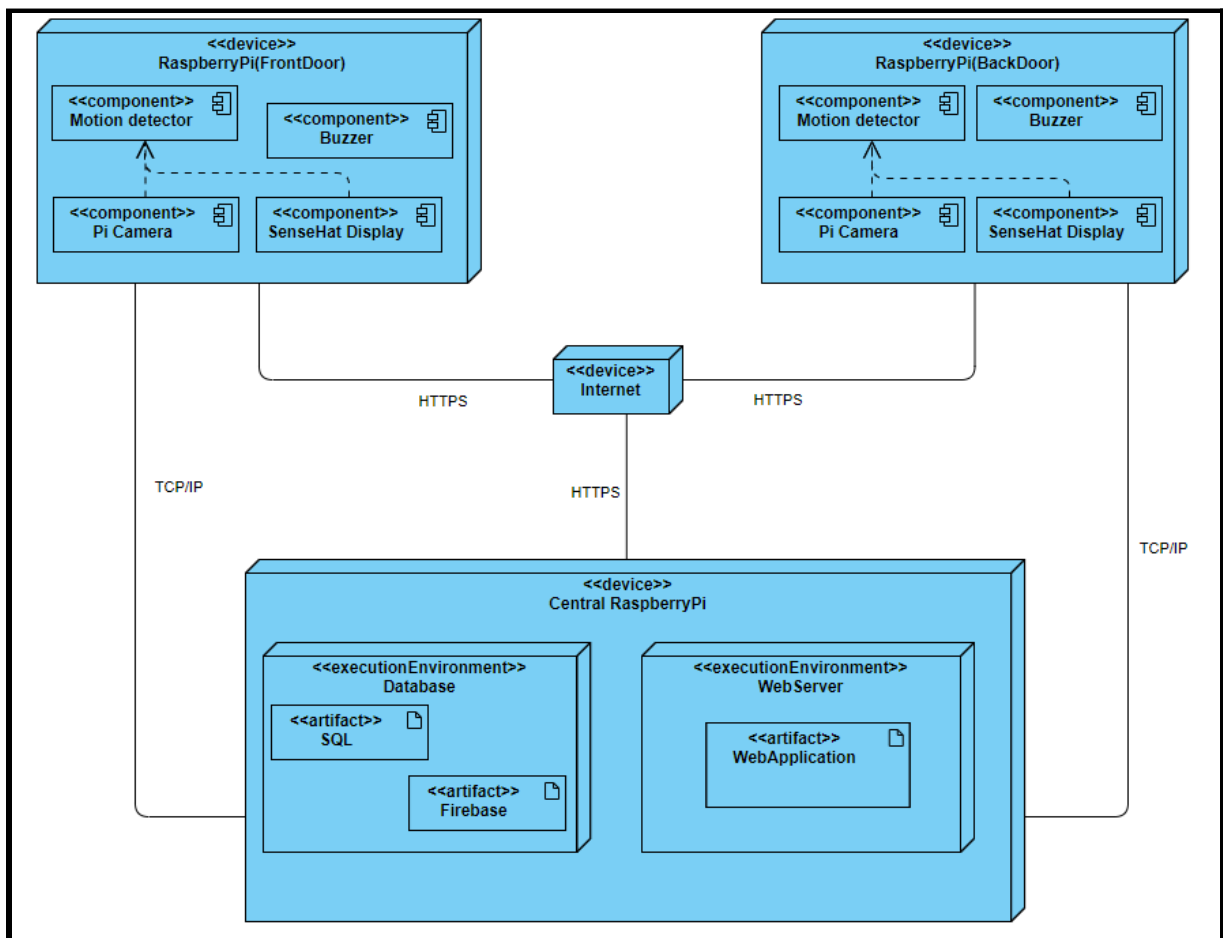 <<device>>
RaspberryPi(FrontDoor)
<<component>>
Motion detector
<<component>>
Buzzer
<<component>>
Pi Camera
<<component>>
SenseHat Display
<<device>>
RaspberryPi(BackDoor)
<<component>>
Motion detector
<<component>>
Buzzer
<<component>>
Pi Camera
<<component>>
SenseHat Display
<<device>>
Internet
HTTPS
HTTPS
TCP/IP
HTTPS
TCP/IP
<<device>>
Central RaspberryPi
<<executionEnvironment>>
Database
<<artifact>>
SQL
<<artifact>>
Firebase
<<executionEnvironment>>
WebServer
<<artifact>>
WebApplication